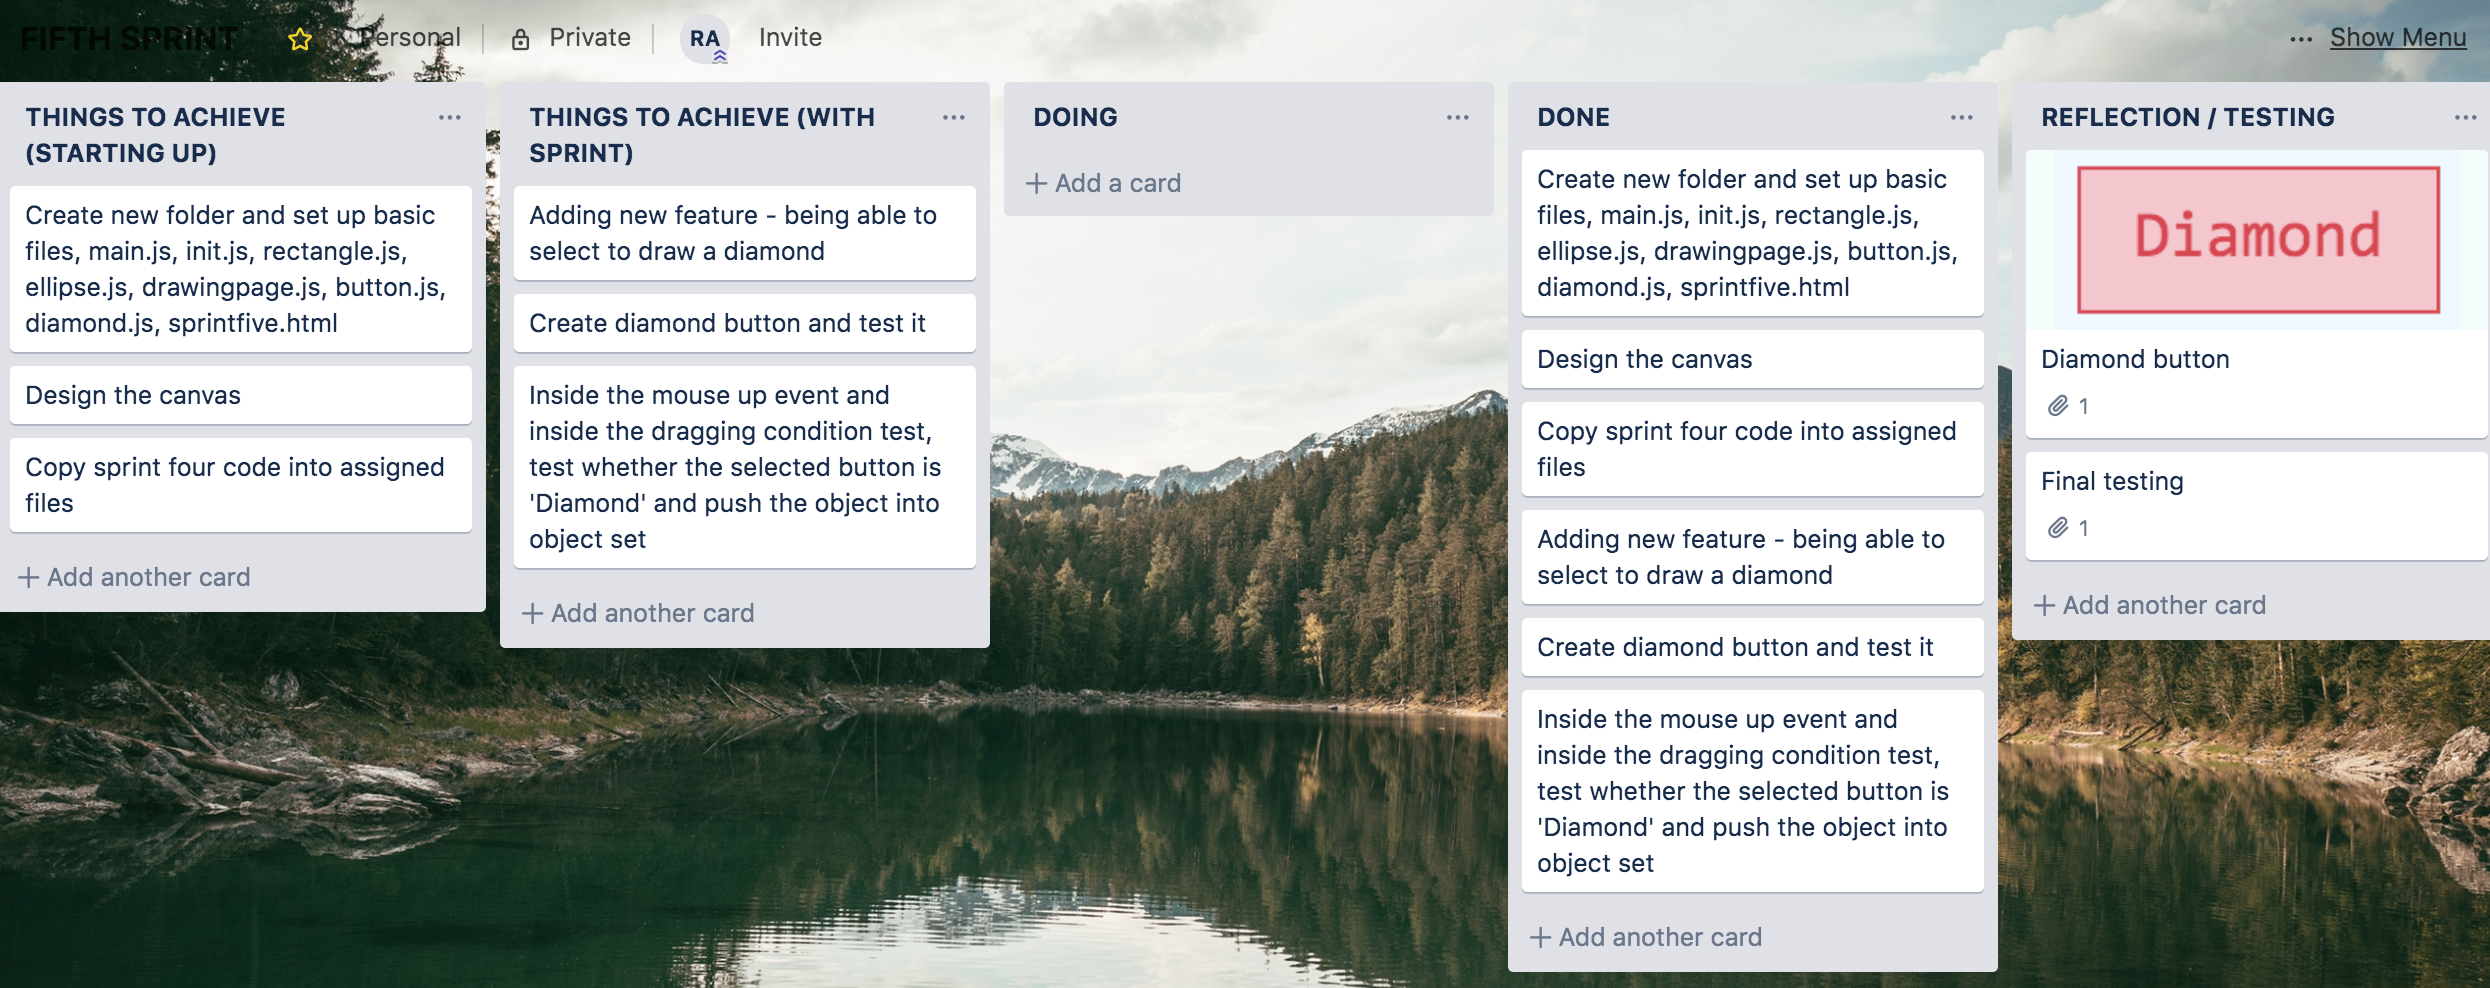 FIFTH SPRINT
Personal
Private
RA
Invite
Show Menu
THINGS TO ACHIEVE
(STARTING UP)
Create new folder and set up basic
files, main.js, init.js, rectangle.js,
ellipse.js, drawingpage.js, button.js,
diamond.js, sprintfive.html
Design the canvas
Copy sprint four code into assigned
files
+ Add another card
THINGS TO ACHIEVE (WITH
SPRINT)
Adding new feature - being able to
select to draw a diamond
Create diamond button and test it
Inside the mouse up event and
inside the dragging condition test,
test whether the selected button is
'Diamond' and push the object into
object set
+ Add another card
DOING
+ Add a card
DONE
Create new folder and set up basic
files, main.js, init.js, rectangle.js,
ellipse.js, drawingpage.js, button.js,
diamond.js, sprintfive.html
Design the canvas
Copy sprint four code into assigned
files
Adding new feature - being able to
select to draw a diamond
Create diamond button and test it
Inside the mouse up event and
inside the dragging condition test,
test whether the selected button is
'Diamond' and push the object into
object set
+ Add another card
REFLECTION / TESTING
Diamond
Diamond button
1
Final testing
1
+ Add another card